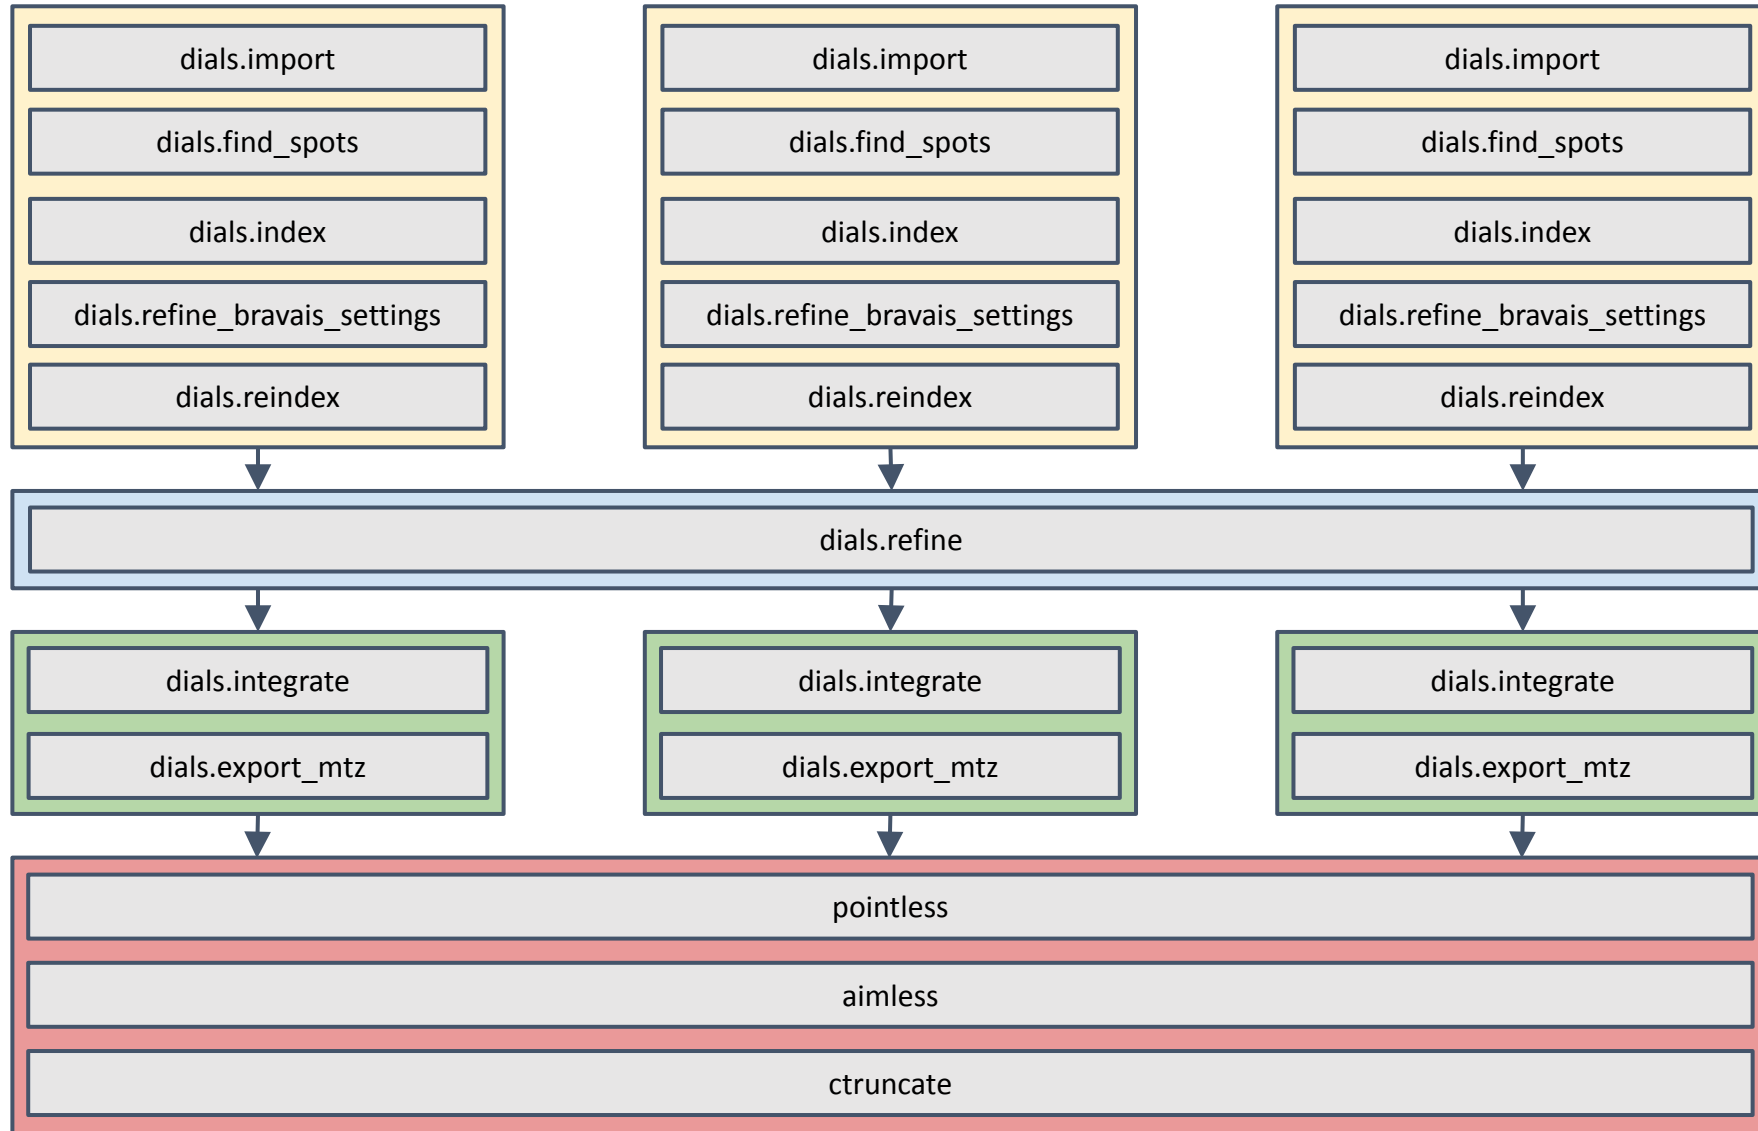 dials.import
dials.find_spots
dials.index
dials.refine_bravais_settings
dials.reindex
dials.import
dials.find_spots
dials.index
dials.refine_bravais_settings
dials.reindex
dials.import
dials.find_spots
dials.index
dials.refine_bravais_settings
dials.reindex
dials.refine
dials.integrate
dials.export_mtz
dials.integrate
dials.export_mtz
dials.integrate
dials.export_mtz
pointless
aimless
ctruncate